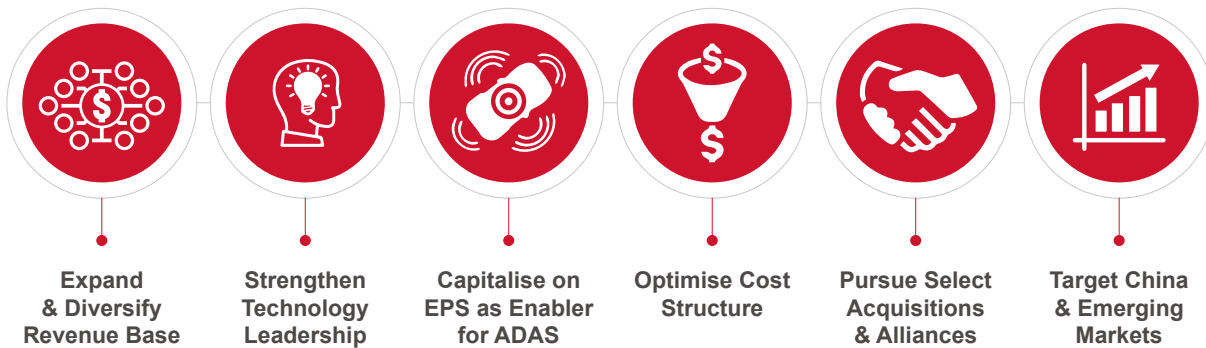 $
$
$
Expand
& Diversify
Revenue Base
Strengthen
Technology
Leadership
Capitalise on
EPS as Enabler
for ADAS
Optimise Cost
Structure
Pursue Select
Acquisitions
& Alliances
Target China
& Emerging
Markets